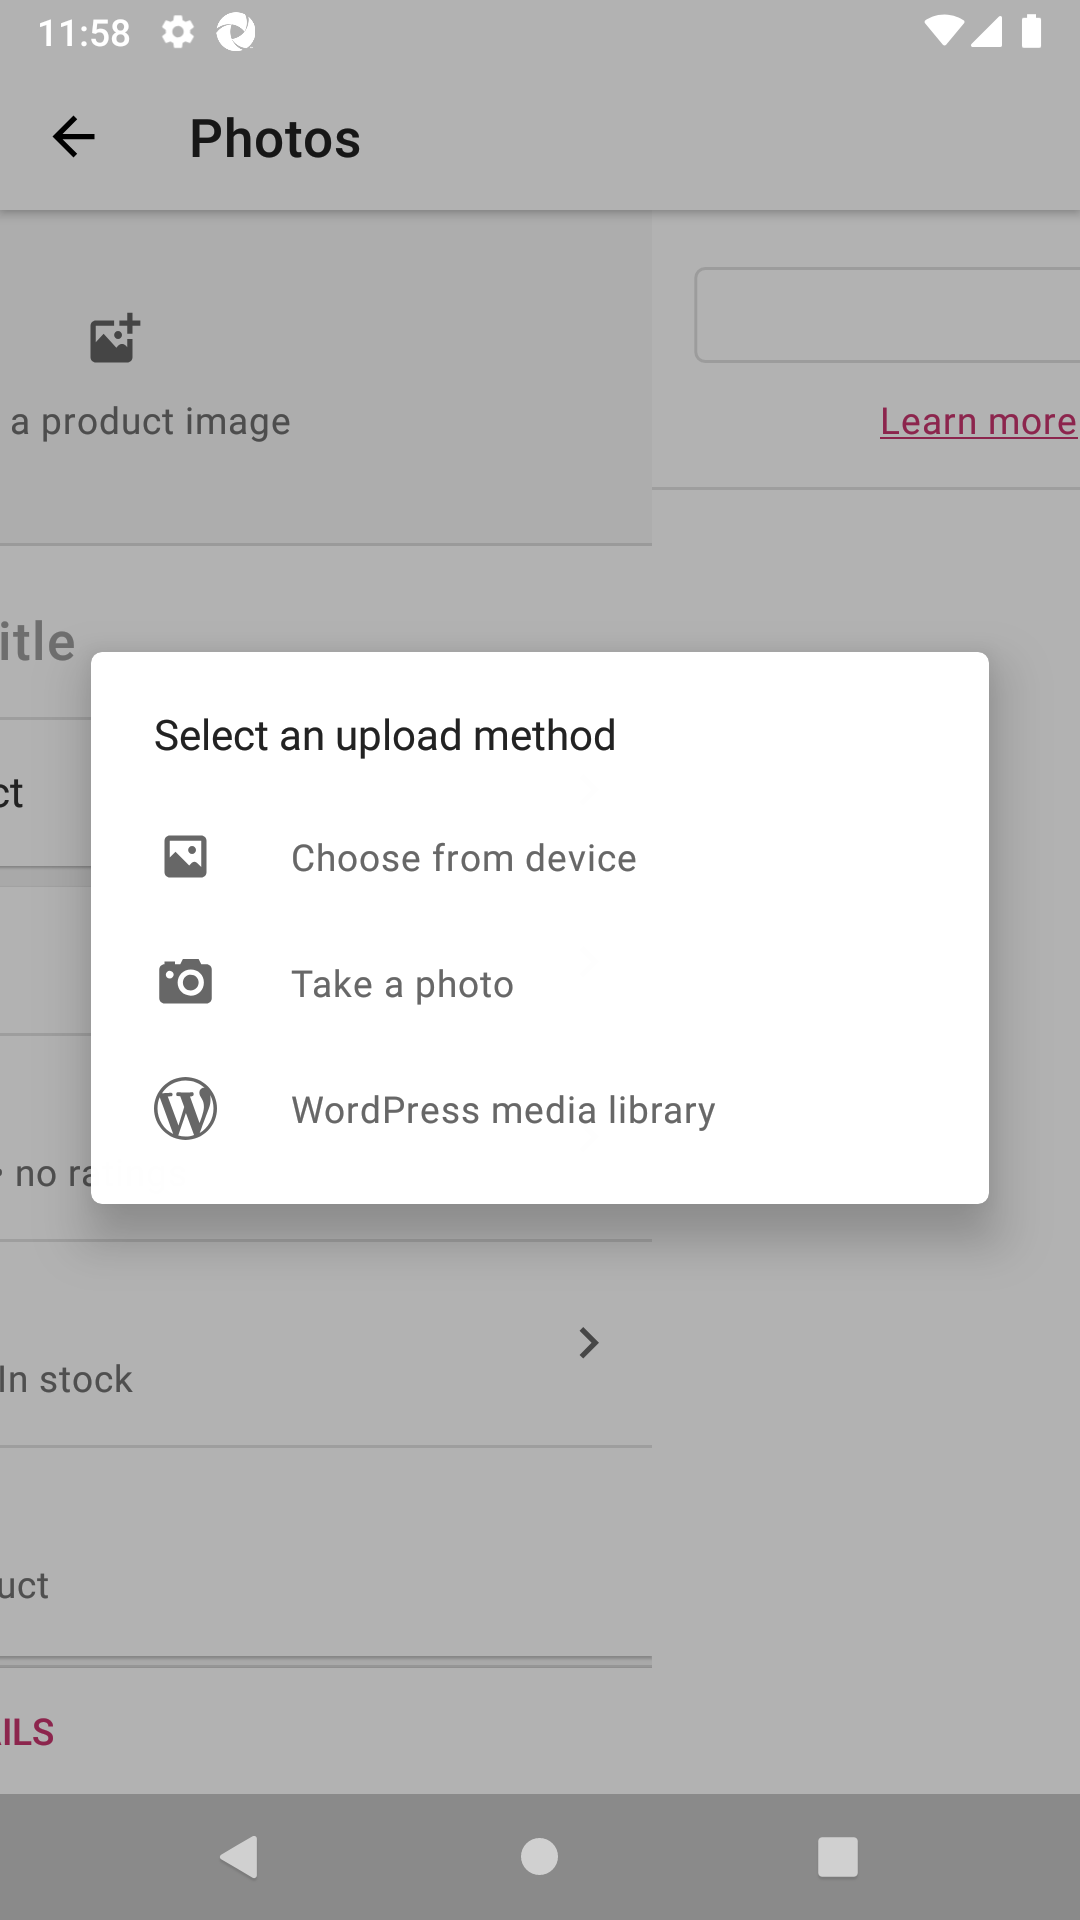 11:58
Photos
a product image
Learn more
itle
Select an upload method
ct
Choose from device
Take a photo
WordPress media library
• no ra
In stock
uct
ILS